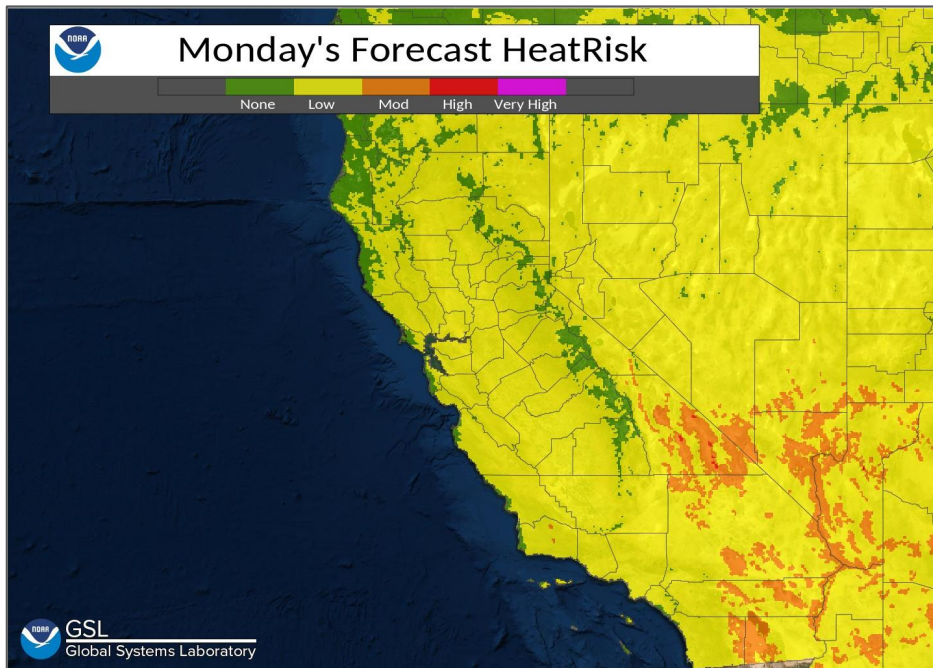 NOAA
Monday's Forecast HeatRisk
None Low Mod High Very High
NOAA
GSL
Global Systems Laboratory